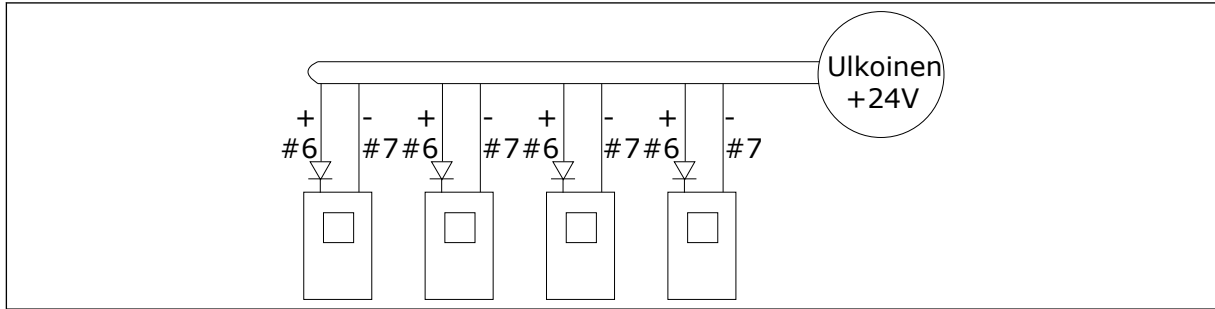 Ulkoinen
+24V
+ - + - + - + -
#6 #7 #6 #7 #6 #7 #6 #7